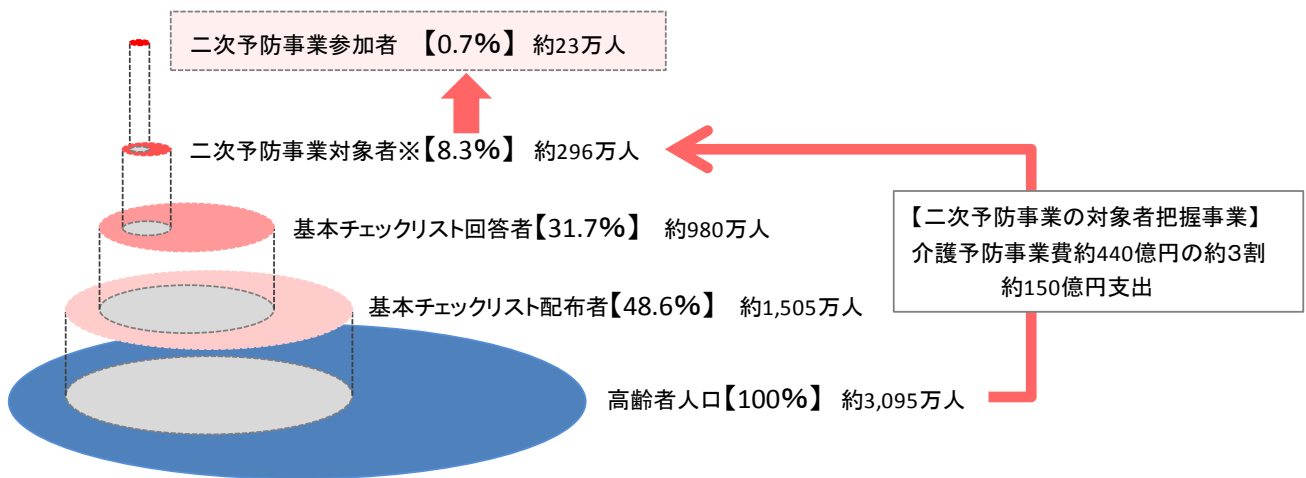 二次予防事業参加者 【0.7%】 約23万人
二次予防事業対象者※【8.3%】 約296万人
基本チェックリスト回答者【31.7%】 約980万人
【二次予防事業の対象者把握事業】
介護予防事業費約440億円の約3割
約150億円支出
基本チェックリスト配布者【48.6%】 約1,505万人
高齢者人口【100%】 約3,095万人